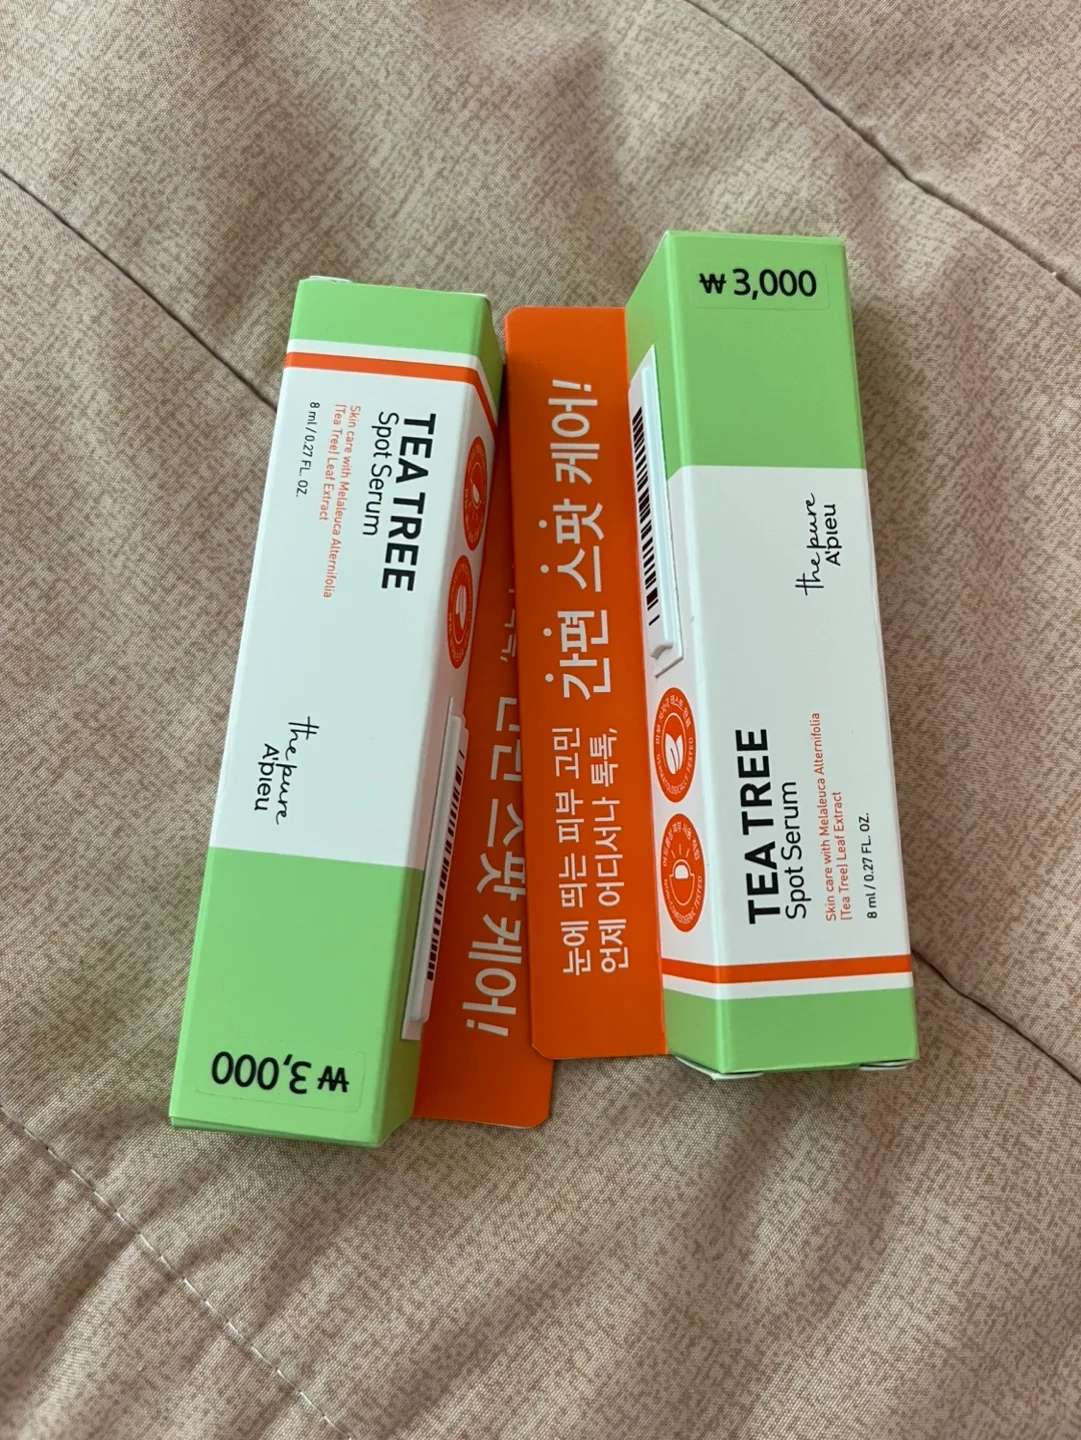 TEA TREE
Spot Serum
Skin care with Melaleuca Alternifolia
[Tea Tree] Leaf Extract
8 ml / 0.27 FL. OZ.
the pure
A'pieu
₩ 3,000
스팟 케어!
눈에 띄는 피부 고민
언제 어디서나 톡톡,
간편 스팟 케어!
₩ 3,000
the pure
A'pieu
TEA TREE
Spot Serum
Skin care with Melaleuca Alternifolia
[Tea Tree] Leaf Extract
8 ml / 0.27 FL. OZ.